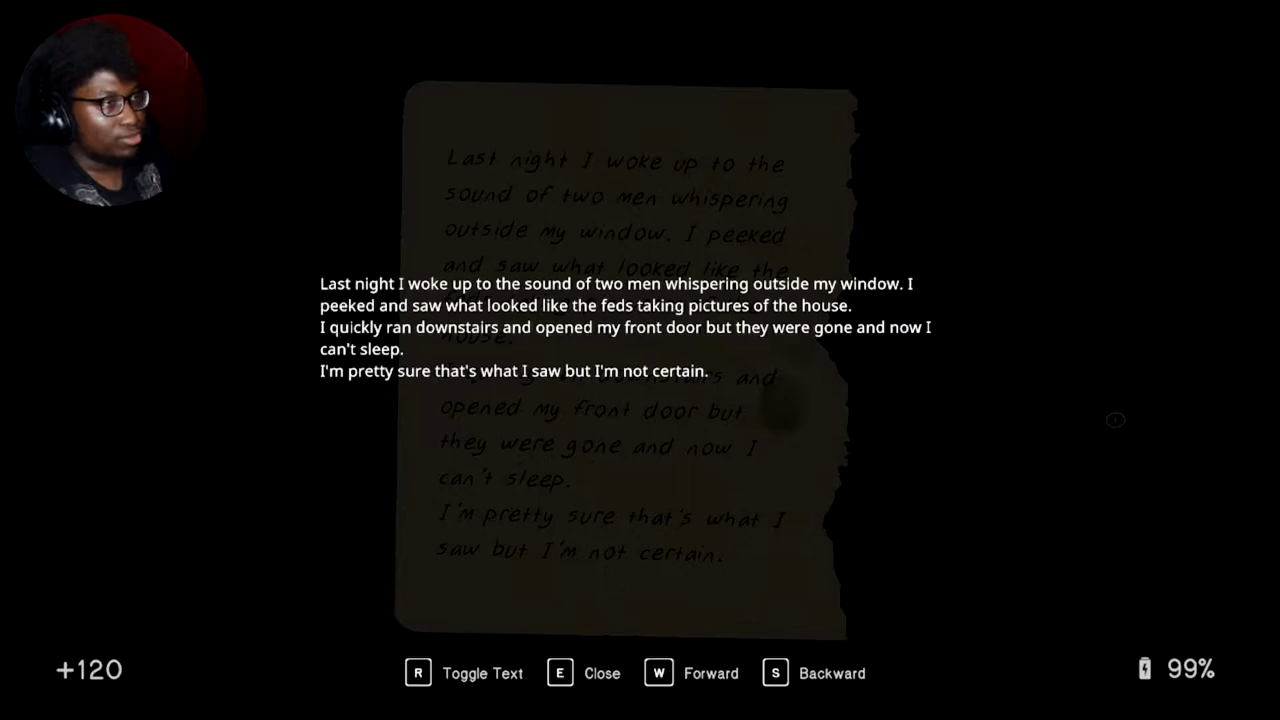 Last night I woke up to the
sound of two men whispering
outside my window. I peeked
and saw what looked like the
Last night I woke up to the sound of two men whispering outside my window. I
peeked and saw what looked like the feds taking pictures of the house.
I quickly ran downstairs and opened my front door but they were gone and now I
can't sleep.
I'm pretty sure that's what I saw but I'm not certain.
house.
downstairs and
opened my front door but
they were gone and now I
can't sleep.
I'm pretty sure that's what I
saw but I'm not certain.
+120
R Toggle Text E Close W Forward S Backward
99%